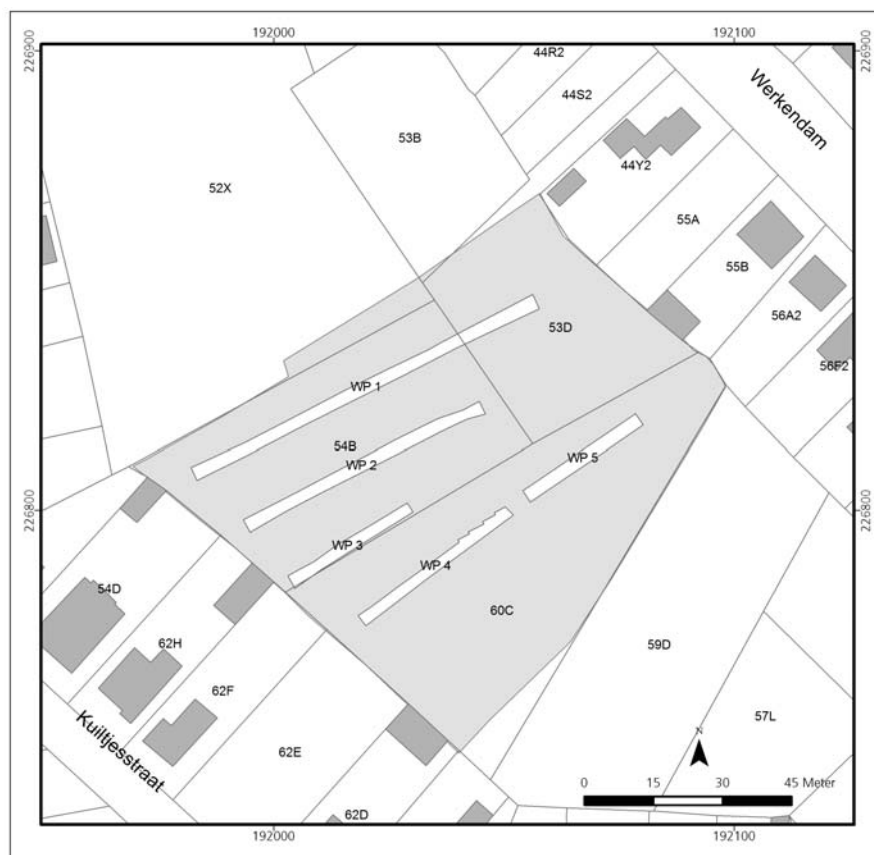 192000
192100
226900
226900
44R2
44S2
Werkendam
53B
44Y2
52X
55A
55B
56A2
53D
56F2
WP 1
54B
WP 2
WP 5
226800
226800
WP 3
WP 4
54D
60C
62H
59D
62F
Kuiltjesstraat
57L
N
62E
0 15 30 45 Meter
62D
192000
192100